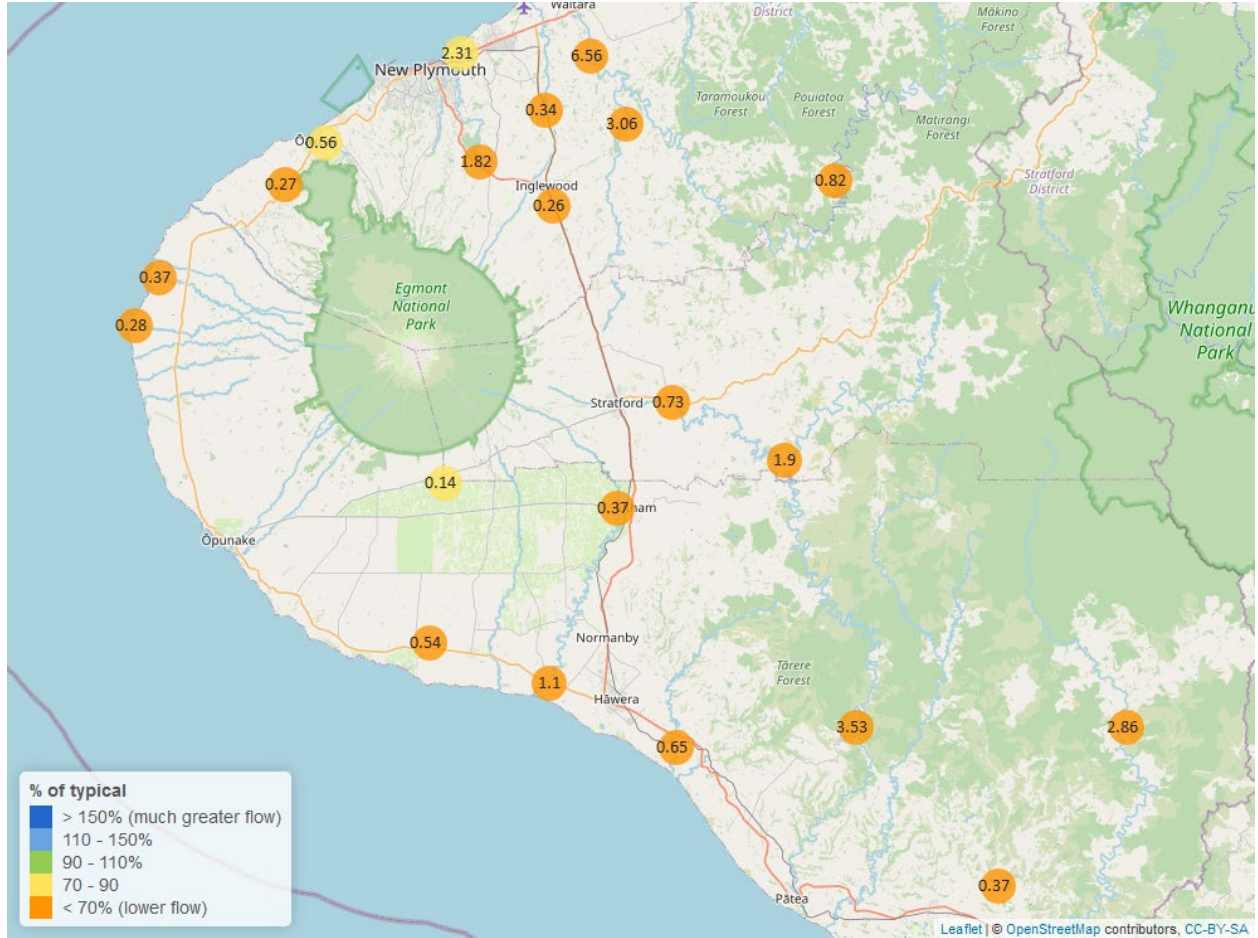 Waitara
District
Mākino
Forest
2.31
6.56
New Plymouth
Taramoukou
Forest
Pouiatoa
Forest
0.34
3.06
Matirangi
Forest
0.56
1.82
0.27
Inglewood
0.26
0.82
Stratford
District
0.37
Egmont
National
Park
0.28
Whanganu
National
Park
Stratford
0.73
1.9
0.14
0.37
ham
Ōpunake
0.54
Normanby
1.1
Hāwera
Tārere
Forest
0.65
3.53
2.86
0.37
Pātea
% of typical
> 150% (much greater flow)
110 - 150%
90 - 110%
70 - 90
< 70% (lower flow)
Leaflet | © OpenStreetMap contributors, CC-BY-SA